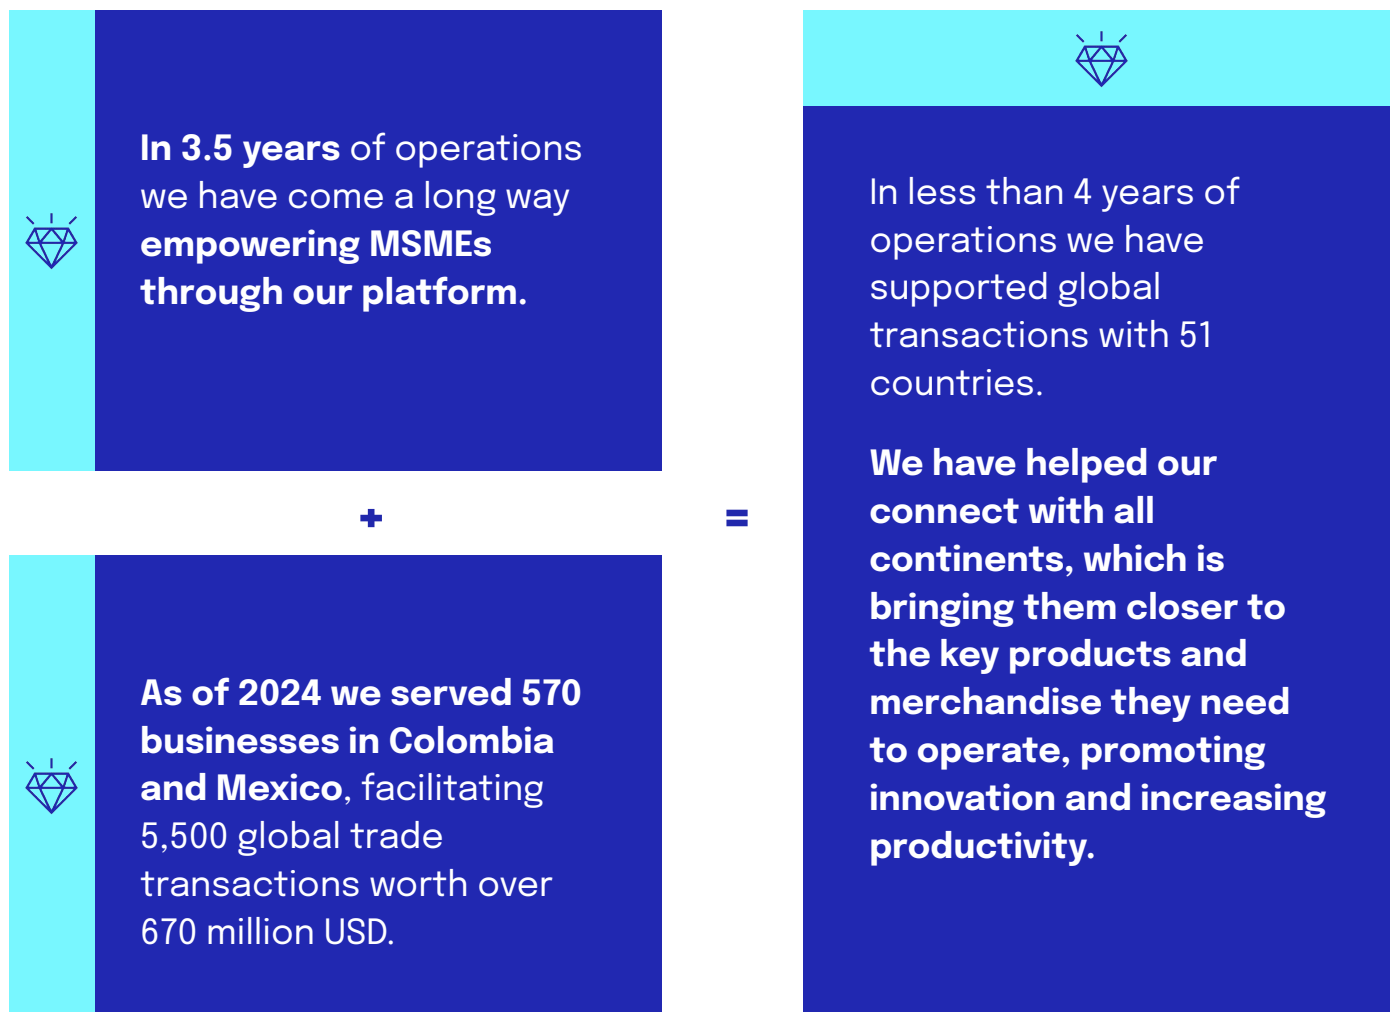 In 3.5 years of operations
we have come a long way
empowering MSMEs
through our platform.
+
As of 2024 we served 570
businesses in Colombia
and Mexico, facilitating
5,500 global trade
transactions worth over
670 million USD.
=
In less than 4 years of
operations we have
supported global
transactions with 51
countries.
We have helped our
connect with all
continents, which is
bringing them closer to
the key products and
merchandise they need
to operate, promoting
innovation and increasing
productivity.